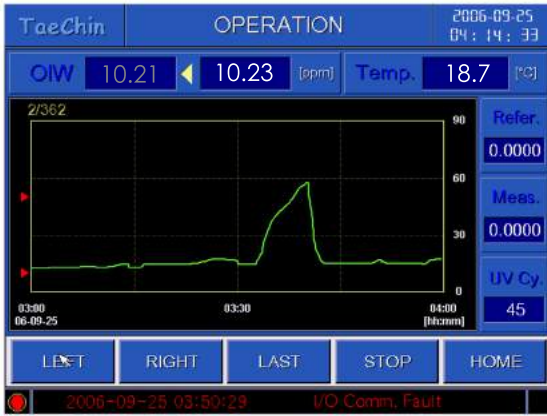 TaeChin OPERATION 2006-09-25
04 : 14 : 33
OIW 10.21 10.23 [ppm] Temp. 18.7 [°C]
2/362
90
60
30
0
03:00 03:30 04:00
06-09-25 [hh:mm]
Refer.
0.0000
Meas.
0.0000
UV Cy.
45
LEFT RIGHT LAST STOP HOME
2006-09-25 03:50:29 I/O Comm. Fault